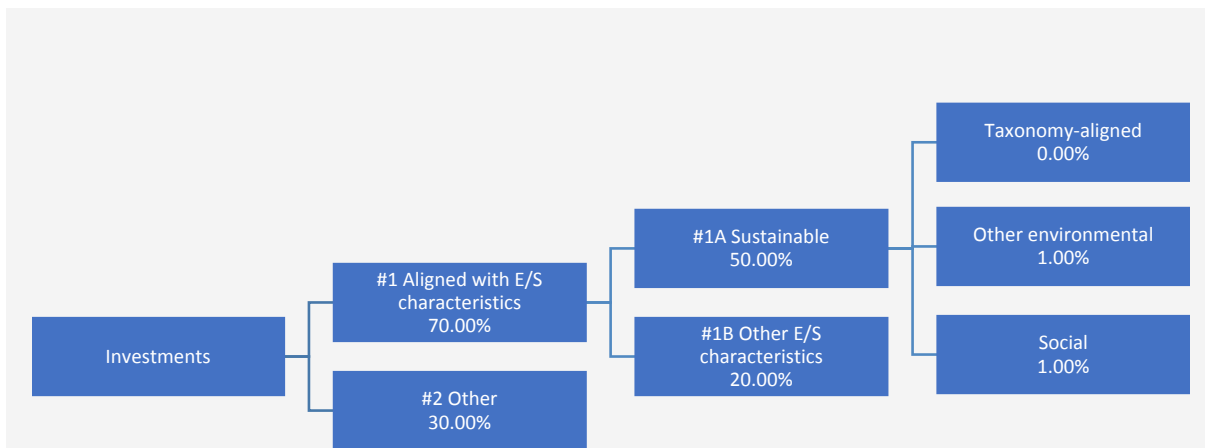 Investments
#1 Aligned with E/S
characteristics
70.00%
#2 Other
30.00%
#1A Sustainable
50.00%
#1B Other E/S
characteristics
20.00%
Taxonomy-aligned
0.00%
Other environmental
1.00%
Social
1.00%